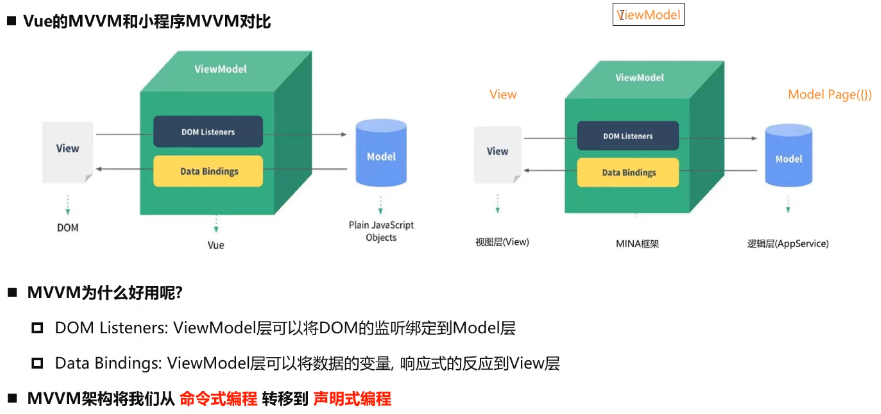 Vue的MVVM和小程序MVVM对比
ViewModel
View
DOM Listeners
Data Bindings
Model
DOM
Vue
Plain JavaScript
Objects
ViewModel
View
Model Page({})
ViewModel
View
DOM Listeners
Data Bindings
Model
视图层(View)
MINA框架
逻辑层(AppService)
MVVM为什么好用呢?
DOM Listeners: ViewModel层可以将DOM的监听绑定到Model层
Data Bindings: ViewModel层可以将数据的变量, 响应式的反应到View层
MVVM架构将我们从 命令式编程 转移到 声明式编程